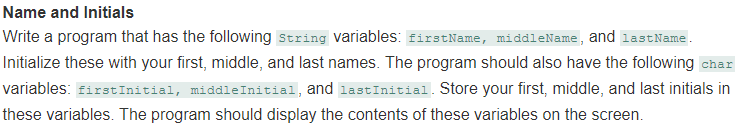 Name and Initials
Write a program that has the following String variables: firstName, middleName, and lastName.
Initialize these with your first, middle, and last names. The program should also have the following char
variables: firstInitial, middleInitial, and lastInitial. Store your first, middle, and last initials in
these variables. The program should display the contents of these variables on the screen.